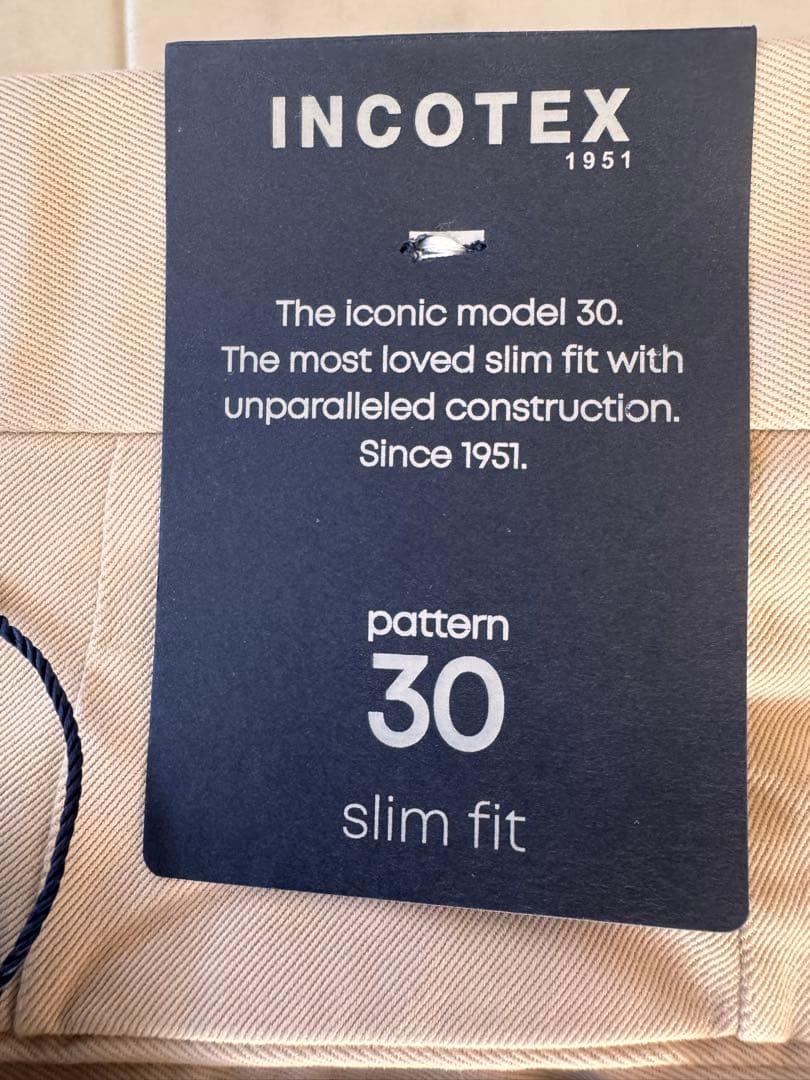 INCOTEX
1951
The iconic model 30.
The most loved slim fit with
unparalleled construction.
Since 1951.
pattern
30
slim fit